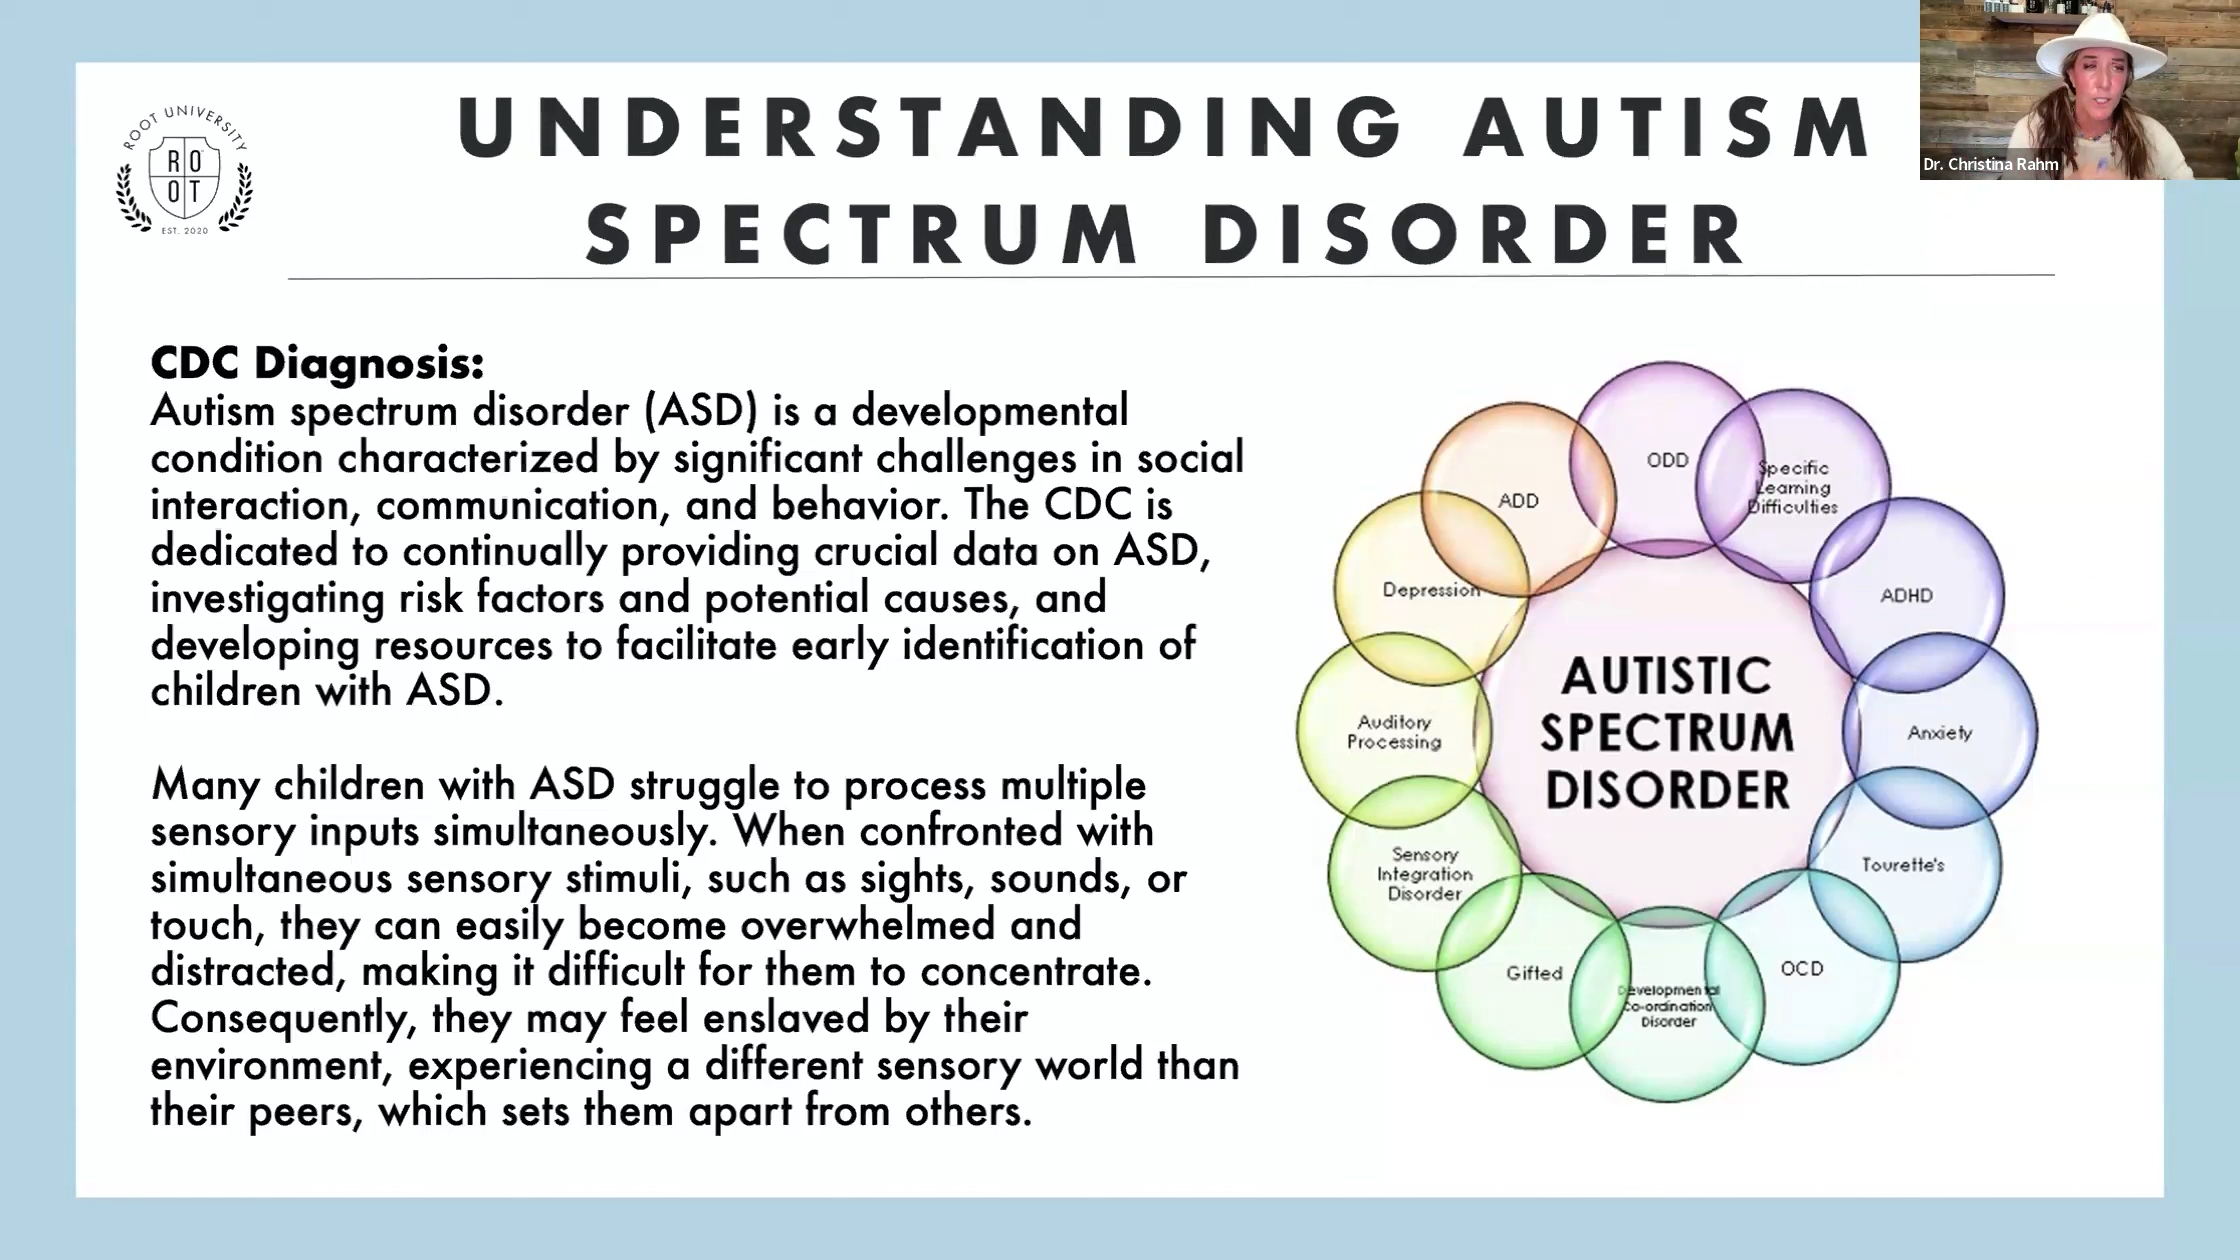 ROOT UNIVERSITY
RO
OT
EST. 2020
UNDERSTANDING AUTISM
SPECTRUM DISORDER
Dr. Christina Rahm
CDC Diagnosis:
Autism spectrum disorder (ASD) is a developmental
condition characterized by significant challenges in social
interaction, communication, and behavior. The CDC is
dedicated to continually providing crucial data on ASD,
investigating risk factors and potential causes, and
developing resources to facilitate early identification of
children with ASD.
Many children with ASD struggle to process multiple
sensory inputs simultaneously. When confronted with
simultaneous sensory stimuli, such as sights, sounds, or
touch, they can easily become overwhelmed and
distracted, making it difficult for them to concentrate.
Consequently, they may feel enslaved by their
environment, experiencing a different sensory world than
their peers, which sets them apart from others.
ODD
Specific
Learning
Difficulties
ADHD
Anxiety
Tourette's
OCD
Developmental
Co-ordination
Disorder
Gifted
Sensory
Integration
Disorder
Auditory
Processing
Depression
ADD
AUTISTIC
SPECTRUM
DISORDER